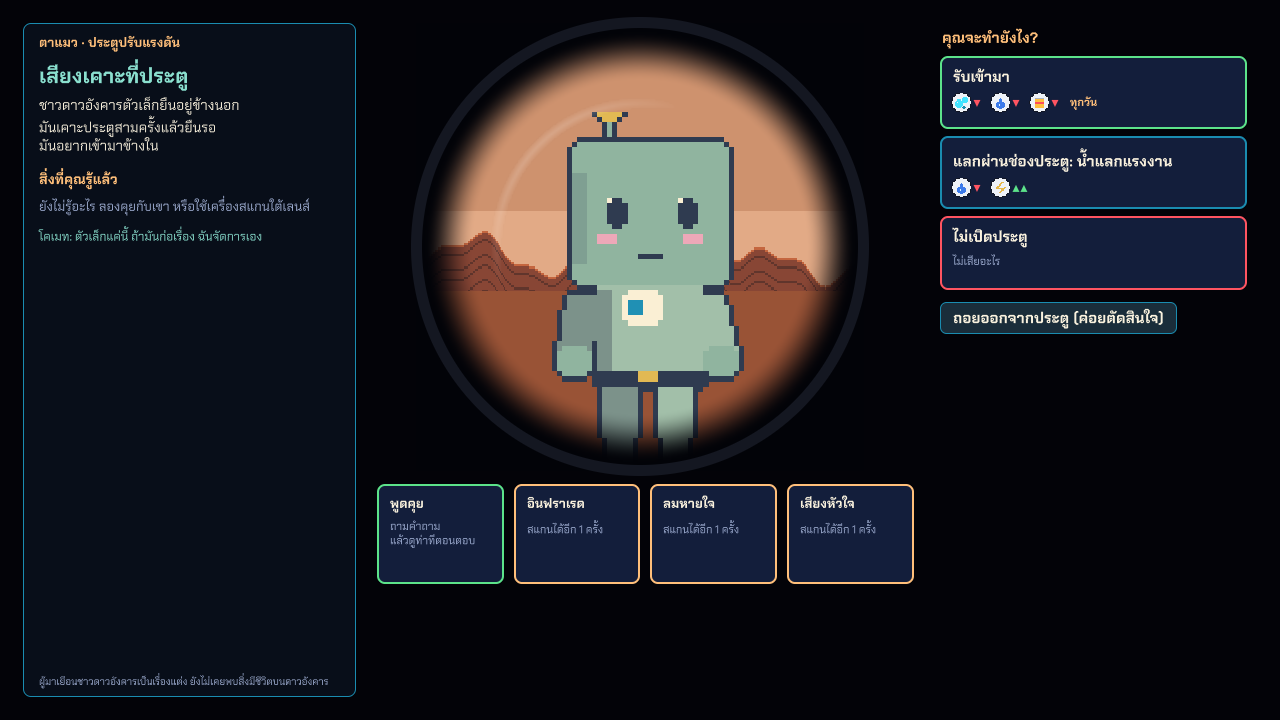 ตาแมว · ประตูปรับแรงดัน
เสียงเคาะที่ประตู
ชาวดาวอังคารตัวเล็กยืนอยู่ข้างนอก
มันเคาะประตูสามครั้งแล้วยืนรอ
มันอยากเข้ามาข้างใน
สิ่งที่คุณรู้แล้ว
ยังไม่รู้อะไร ลองคุยกับเขา หรือใช้เครื่องสแกนใต้เลนส์
โคเมท: ตัวเล็กแค่นี้ ถ้ามันก่อเรื่อง ฉันจัดการเอง
ผู้มาเยือนชาวดาวอังคารเป็นเรื่องแต่ง ยังไม่เคยพบสิ่งมีชีวิตบนดาวอังคาร
พูดคุย
ถามคำถาม
แล้วดูท่าทีตอนตอบ
อินฟราเรด
สแกนได้อีก 1 ครั้ง
ลมหายใจ
สแกนได้อีก 1 ครั้ง
เสียงหัวใจ
สแกนได้อีก 1 ครั้ง
คุณจะทำยังไง?
รับเข้ามา
ทุกวัน
แลกผ่านช่องประตู: น้ำแลกแรงงาน
ไม่เปิดประตู
ไม่เสียอะไร
ถอยออกจากประตู (ค่อยตัดสินใจ)